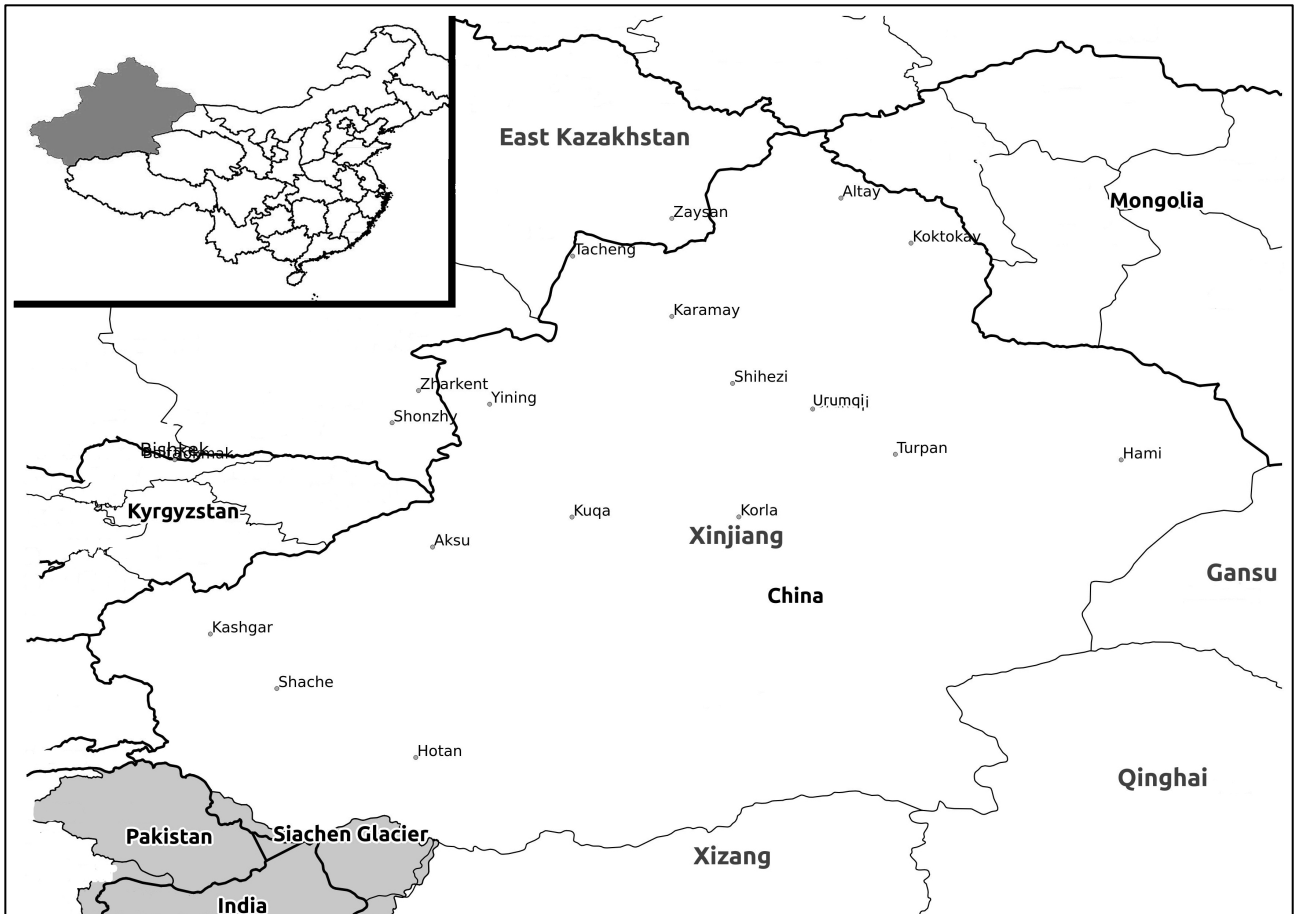 East Kazakhstan
Altay
Mongolia
Zaysan
Koktokay
Tacheng
Karamay
Shihezi
Zharkent
Yining
Urumqi
Shonzhy
Bishkek
Turpan
Hami
Kyrgyzstan
Kuqa
Korla
Xinjiang
Aksu
Gansu
China
Kashgar
Shache
Hotan
Qinghai
Pakistan
Siachen Glacier
Xizang
India